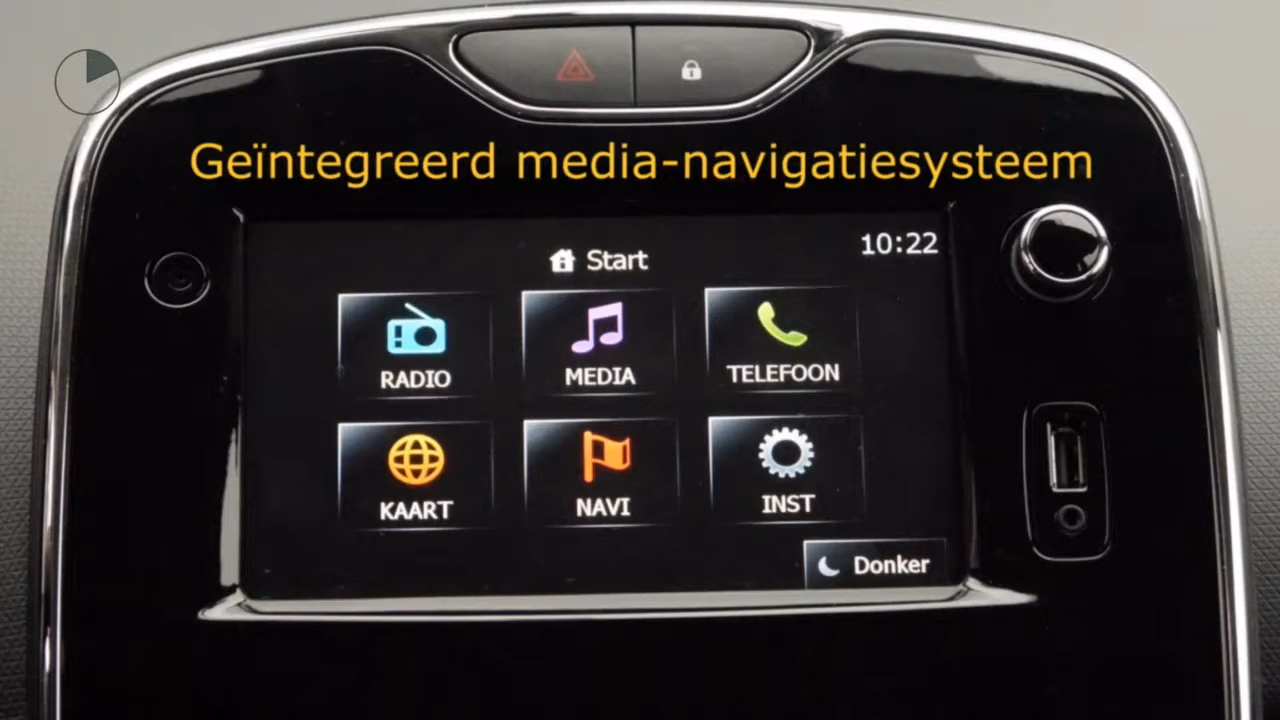 Geïntegreerd media-navigatiesysteem
10:22
Start
RADIO
MEDIA
TELEFOON
KAART
NAVI
INST
Donker